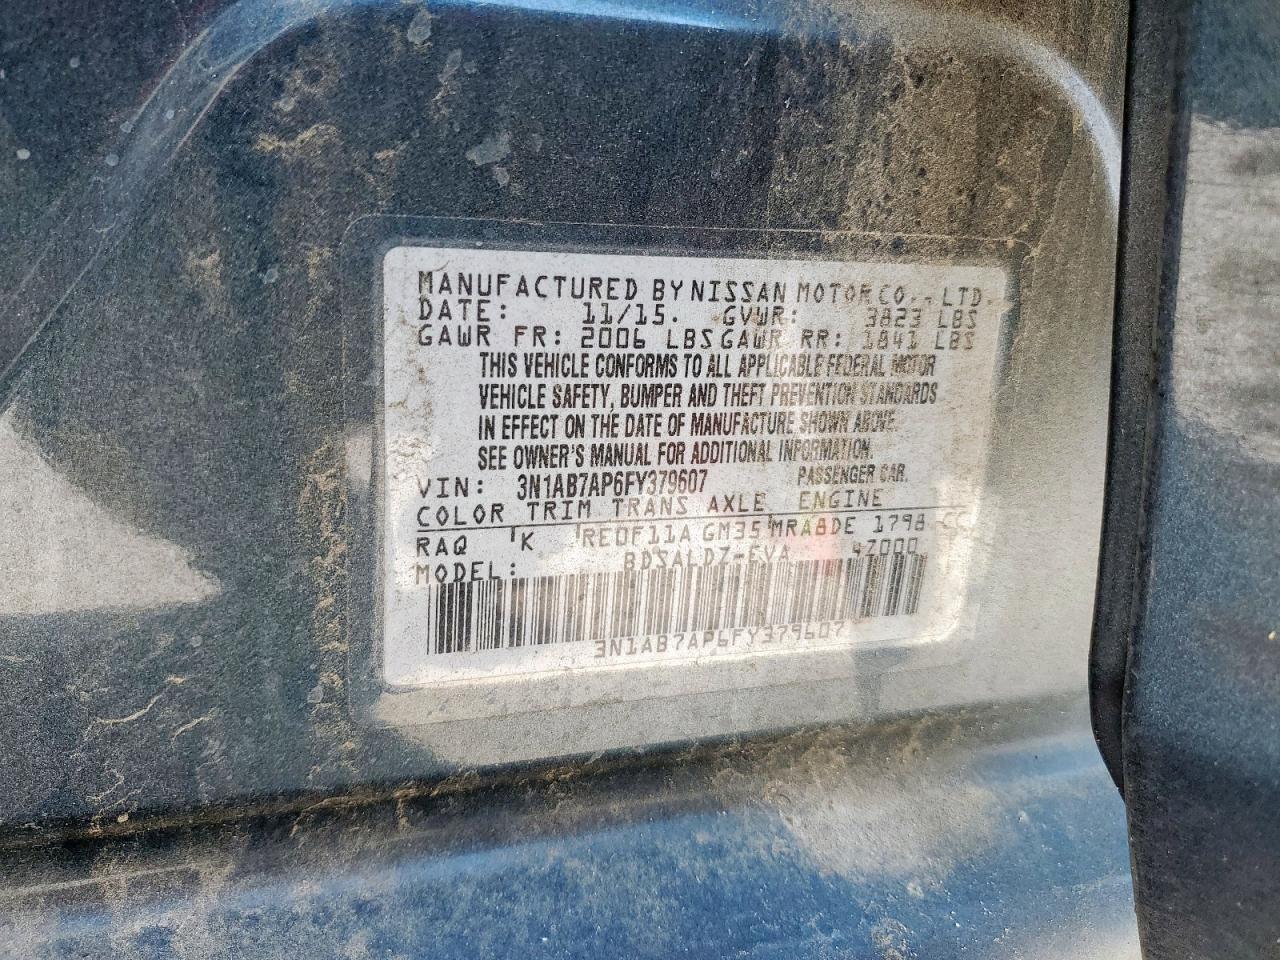 MANUFACTURED BY NISSAN MOTOR CO., LTD.
DATE: 11/15. GVWR: 3823 LBS
GAWR FR: 2006 LBS GAWR RR: 1841 LBS
THIS VEHICLE CONFORMS TO ALL APPLICABLE FEDERAL MOTOR
VEHICLE SAFETY, BUMPER AND THEFT PREVENTION STANDARDS
IN EFFECT ON THE DATE OF MANUFACTURE SHOWN ABOVE.
SEE OWNER'S MANUAL FOR ADDITIONAL INFORMATION.
VIN: 3N1AB7AP6FY379607 PASSENGER CAR.
COLOR TRIM TRANS AXLE ENGINE
RAQ K RE0F11A GM35 MRA8DE 1798 CC
MODEL: BDSALDZ-EVA 4Z000
3N1AB7AP6FY379607